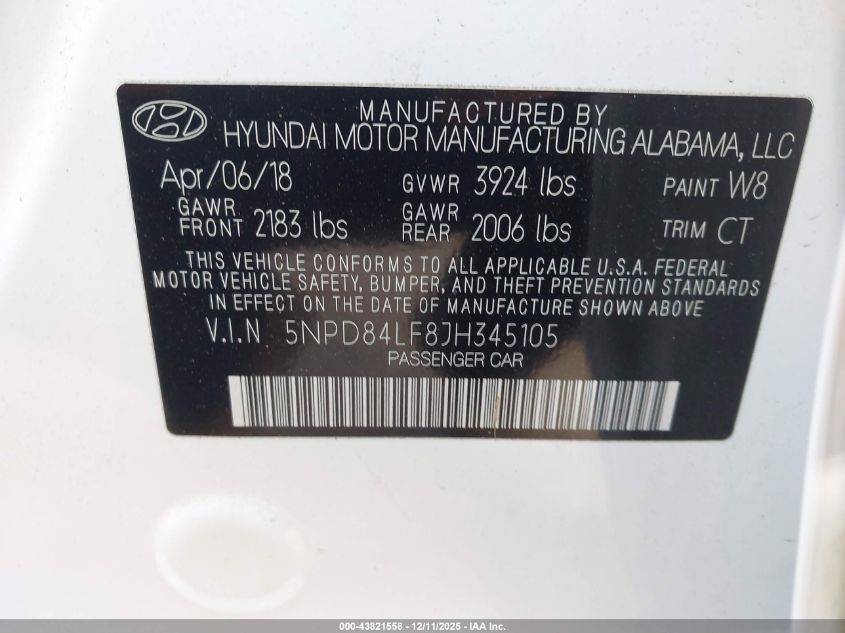 MANUFACTURED BY
HYUNDAI MOTOR MANUFACTURING ALABAMA, LLC
Apr/06/18 GVWR 3924 lbs PAINT W8
GAWR FRONT 2183 lbs GAWR REAR 2006 lbs TRIM CT
THIS VEHICLE CONFORMS TO ALL APPLICABLE U.S.A. FEDERAL
MOTOR VEHICLE SAFETY, BUMPER, AND THEFT PREVENTION STANDARDS
IN EFFECT ON THE DATE OF MANUFACTURE SHOWN ABOVE
V.I.N 5NPD84LF8JH345105
PASSENGER CAR
000-43821558 - 12/11/2025 - IAA Inc.